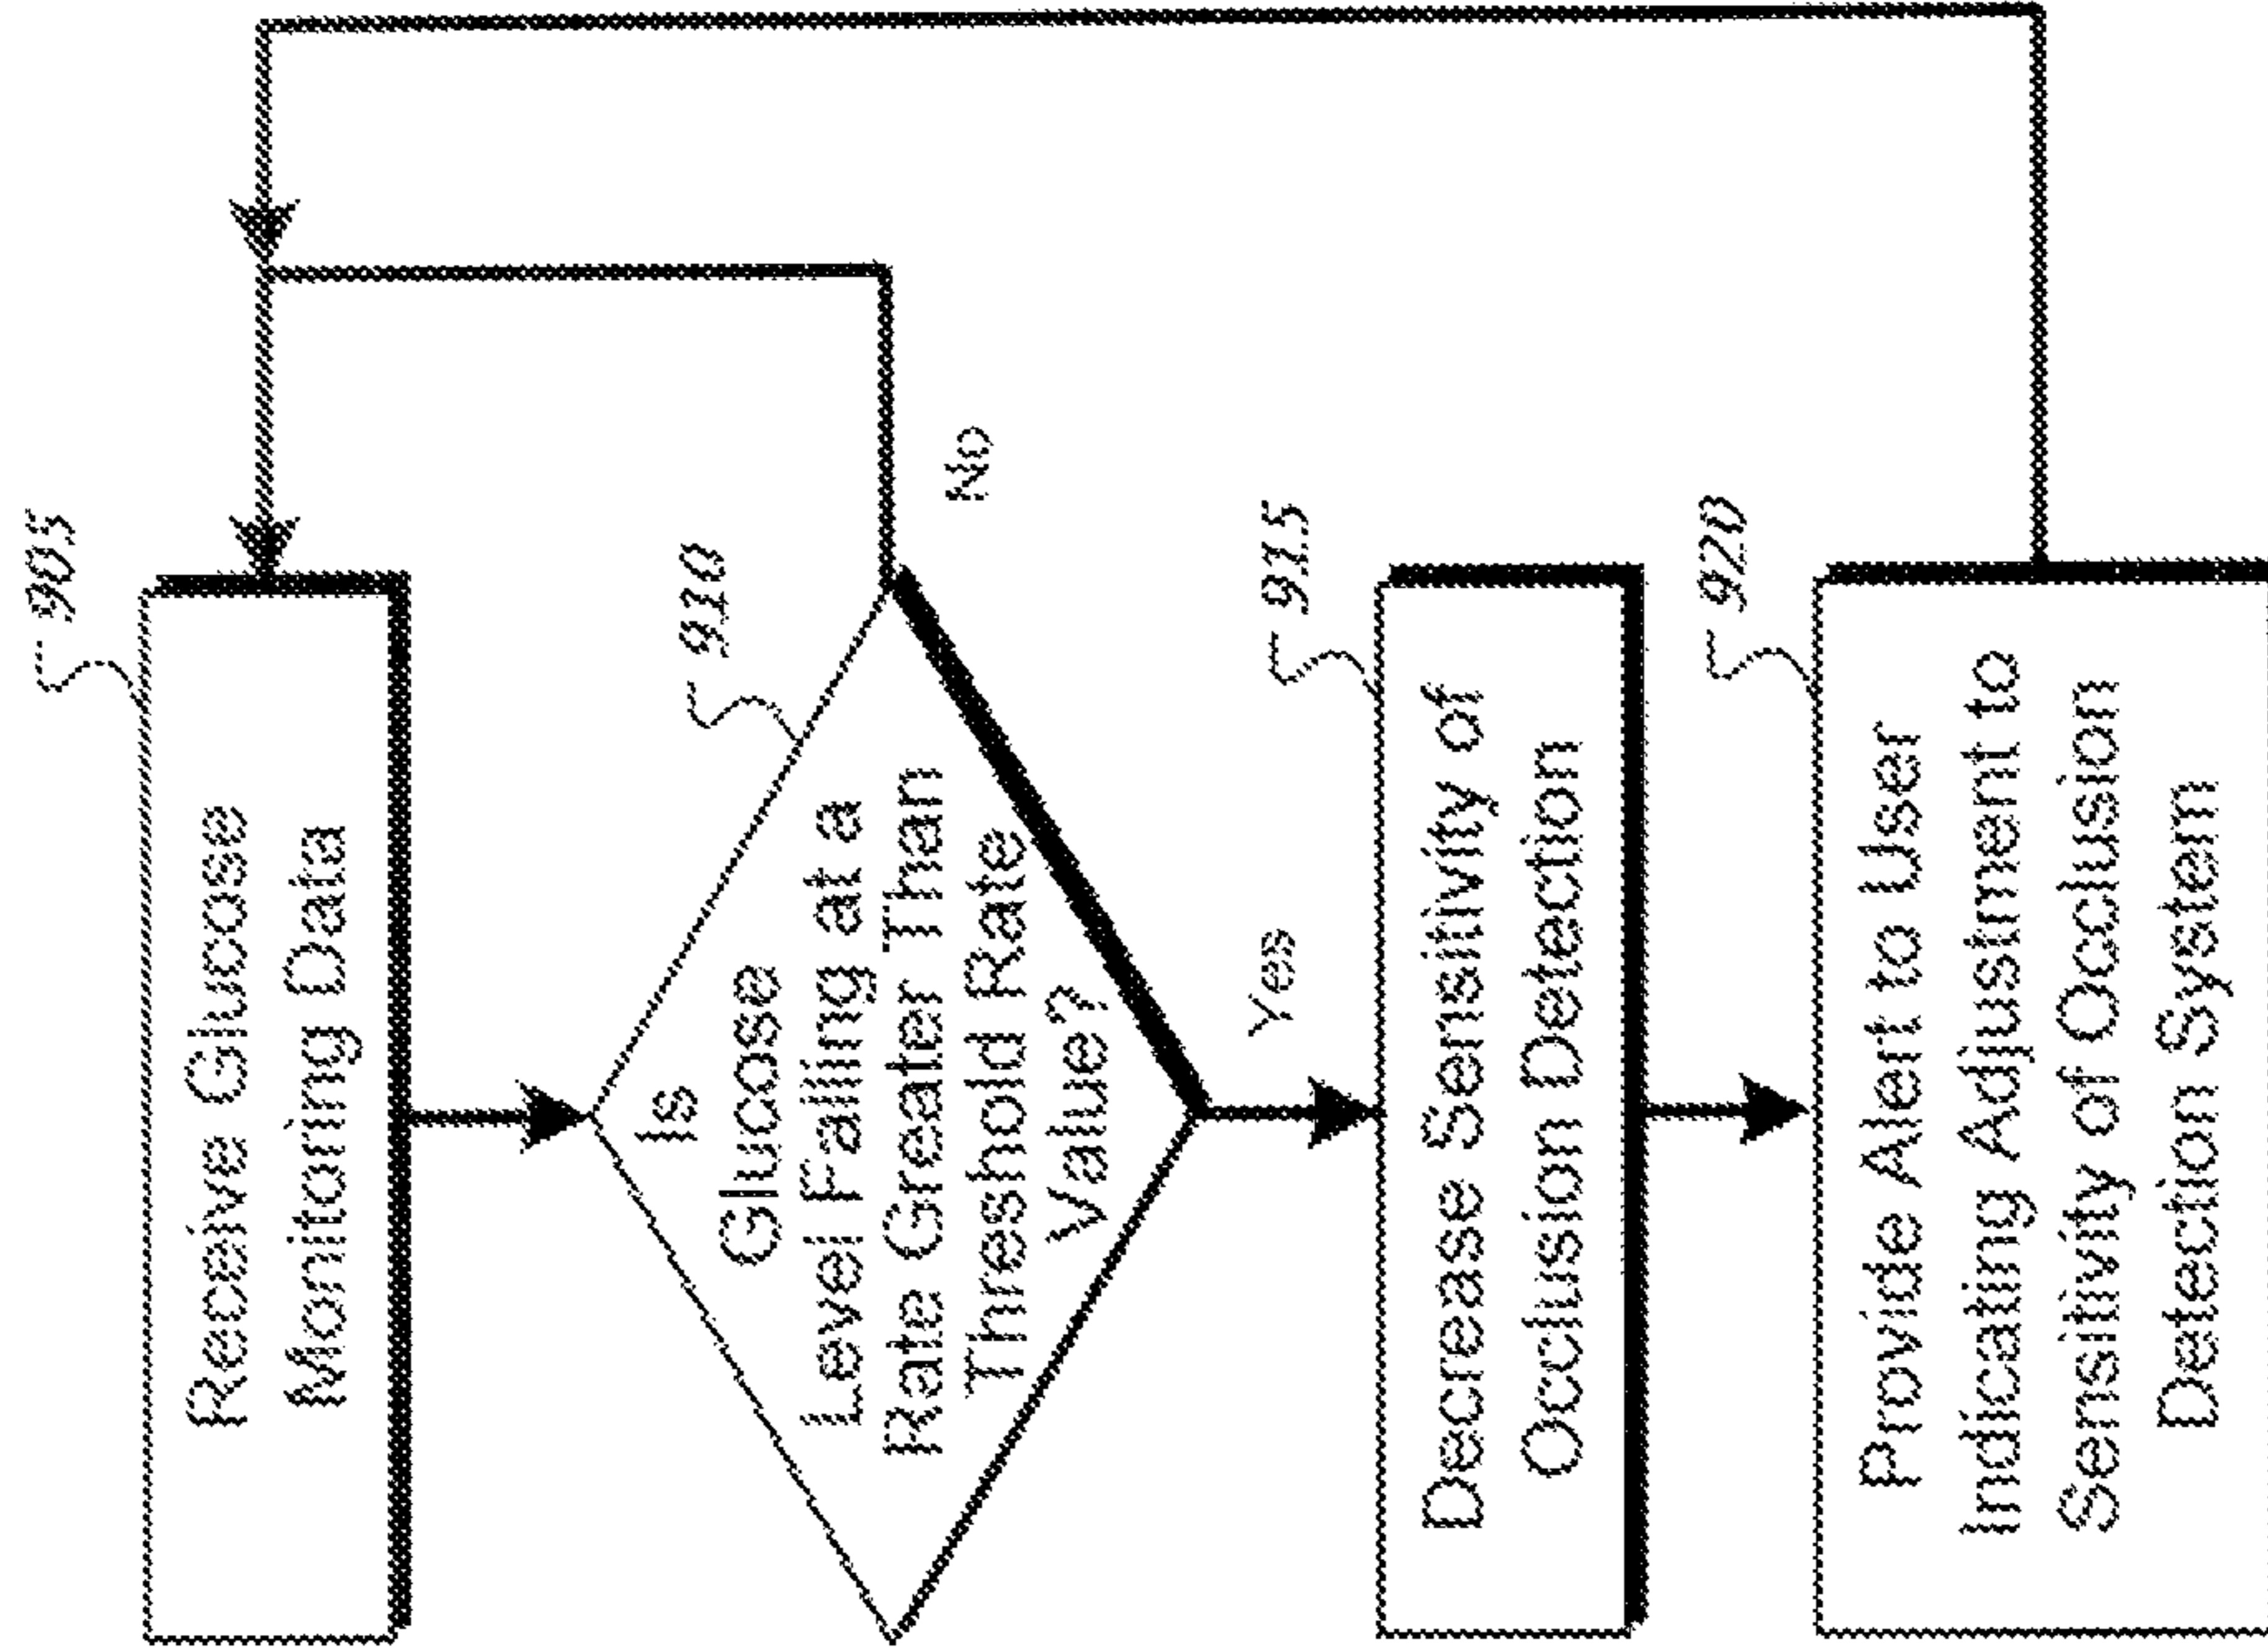 905
Receive Glucose
Monitoring Data
910
Is
Glucose
Level Falling at a
Rate Greater Than
Threshold Rate
Value?
No
Yes
915
Decrease Sensitivity of
Occlusion Detection
920
Provide Alert to User
Indicating Adjustment to
Sensitivity of Occlusion
Detection System